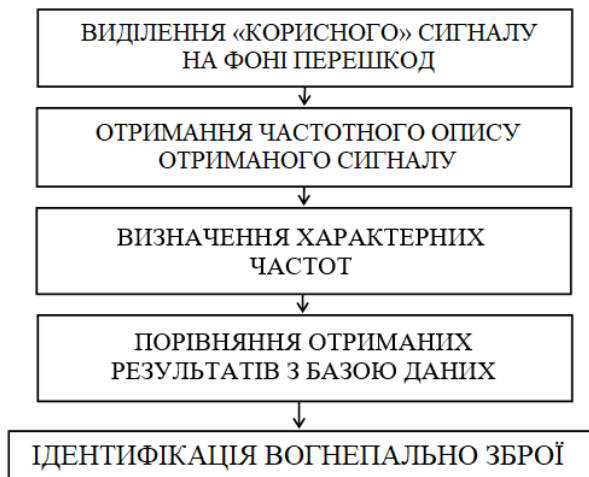 ВИДІЛЕННЯ «КОРИСНОГО» СИГНАЛУ
НА ФОНІ ПЕРЕШКОД
ОТРИМАННЯ ЧАСТОТНОГО ОПИСУ
ОТРИМАНОГО СИГНАЛУ
ВИЗНАЧЕННЯ ХАРАКТЕРНИХ
ЧАСТОТ
ПОРІВНЯННЯ ОТРИМАНИХ
РЕЗУЛЬТАТІВ З БАЗОЮ ДАНИХ
ІДЕНТИФІКАЦІЯ ВОГНЕПАЛЬНО ЗБРОЇ